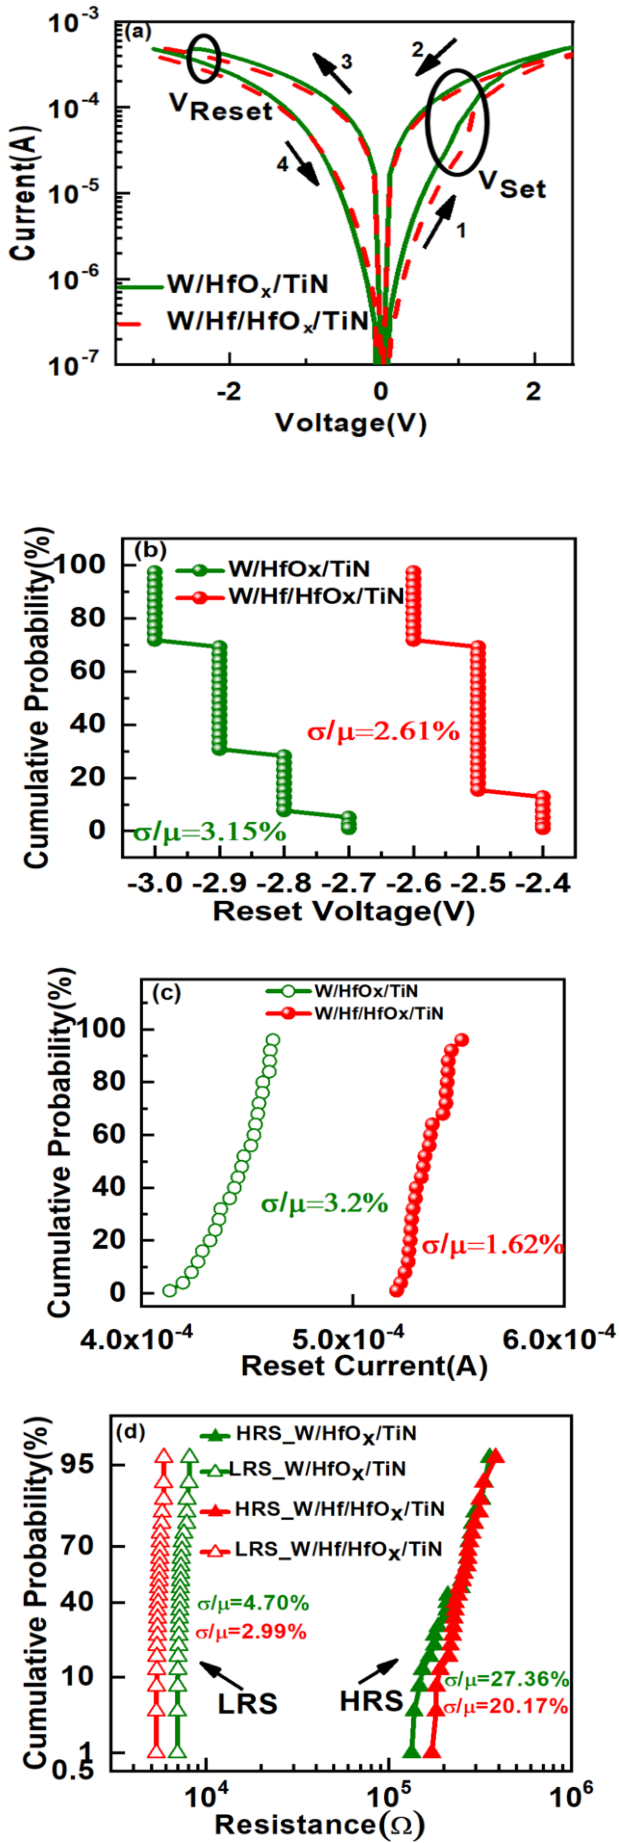 (a)
10⁻³
10⁻⁴
10⁻⁵
10⁻⁶
10⁻⁷
Current(A)
3
2
V_Reset
V_Set
4
1
W/HfOₓ/TiN
W/Hf/HfOₓ/TiN
-2
0
2
Voltage(V)
(b)
Cumulative Probability(%)
100
80
60
40
20
0
W/HfOx/TiN
W/Hf/HfOx/TiN
σ/μ=2.61%
σ/μ=3.15%
-3.0 -2.9 -2.8 -2.7 -2.6 -2.5 -2.4
Reset Voltage(V)
(c)
Cumulative Probability(%)
100
80
60
40
20
0
W/HfOx/TiN
W/Hf/HfOx/TiN
σ/μ=3.2%
σ/μ=1.62%
4.0x10⁻⁴ 5.0x10⁻⁴ 6.0x10⁻⁴
Reset Current(A)
(d)
Cumulative Probability(%)
95
70
40
10
1
0.5
HRS_W/HfOₓ/TiN
LRS_W/HfOₓ/TiN
HRS_W/Hf/HfOₓ/TiN
LRS_W/Hf/HfOₓ/TiN
σ/μ=4.70%
σ/μ=2.99%
LRS
HRS
σ/μ=27.36%
σ/μ=20.17%
10⁴ 10⁵ 10⁶
Resistance(Ω)